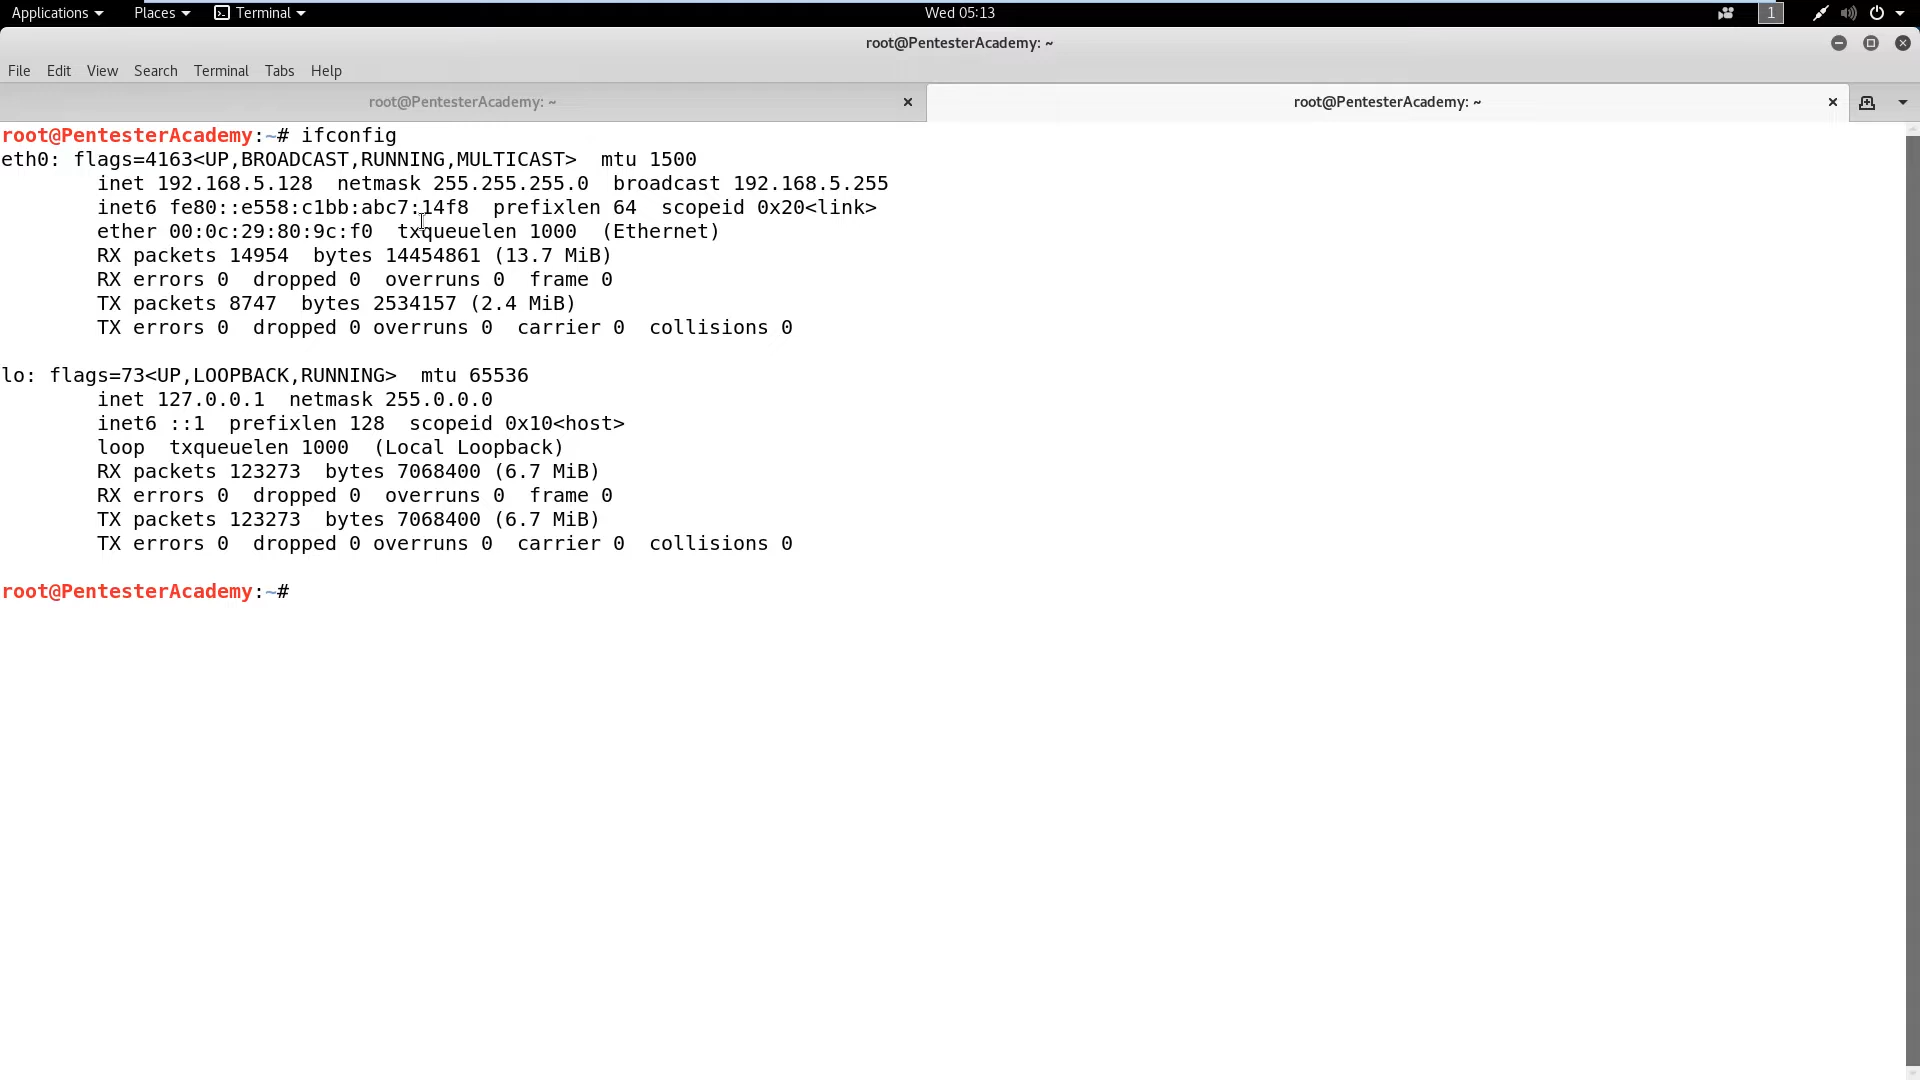 Applications Places Terminal Wed 05:13 1
root@PentesterAcademy: ~
File Edit View Search Terminal Tabs Help
root@PentesterAcademy: ~ root@PentesterAcademy: ~
root@PentesterAcademy:~# ifconfig
eth0: flags=4163<UP,BROADCAST,RUNNING,MULTICAST>  mtu 1500
        inet 192.168.5.128  netmask 255.255.255.0  broadcast 192.168.5.255
        inet6 fe80::e558:c1bb:abc7:14f8  prefixlen 64  scopeid 0x20<link>
        ether 00:0c:29:80:9c:f0  txqueuelen 1000  (Ethernet)
        RX packets 14954  bytes 14454861 (13.7 MiB)
        RX errors 0  dropped 0  overruns 0  frame 0
        TX packets 8747  bytes 2534157 (2.4 MiB)
        TX errors 0  dropped 0 overruns 0  carrier 0  collisions 0
lo: flags=73<UP,LOOPBACK,RUNNING>  mtu 65536
        inet 127.0.0.1  netmask 255.0.0.0
        inet6 ::1  prefixlen 128  scopeid 0x10<host>
        loop  txqueuelen 1000  (Local Loopback)
        RX packets 123273  bytes 7068400 (6.7 MiB)
        RX errors 0  dropped 0  overruns 0  frame 0
        TX packets 123273  bytes 7068400 (6.7 MiB)
        TX errors 0  dropped 0 overruns 0  carrier 0  collisions 0
root@PentesterAcademy:~#